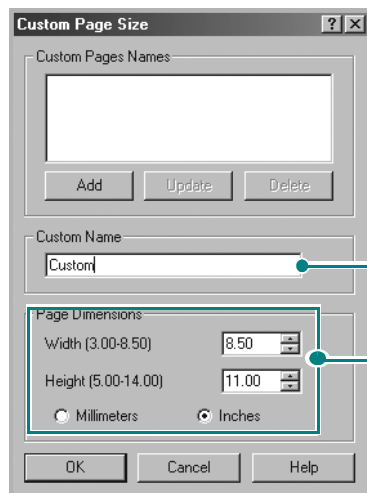 Custom Page Size
Custom Pages Names
Add Update Delete
Custom Name
Custom
Page Dimensions
Width (3.00-8.50) 8.50
Height (5.00-14.00) 11.00
Millimeters Inches
OK Cancel Help